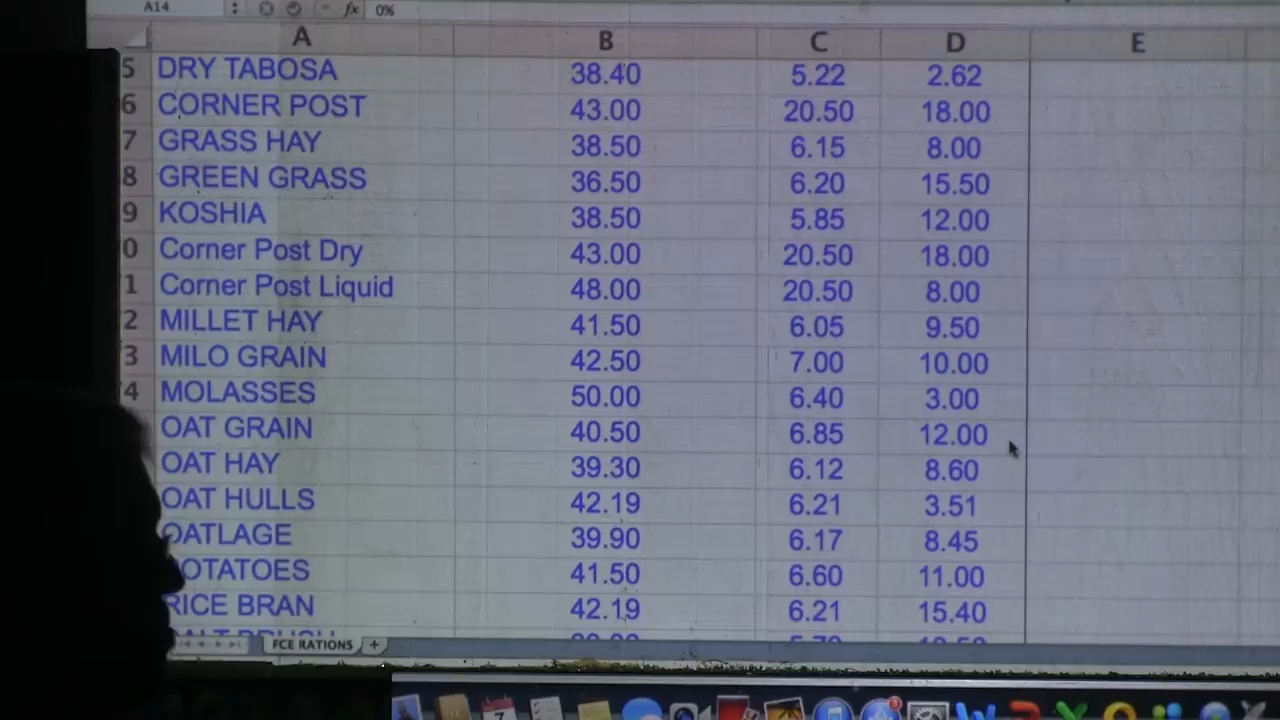 A14 fx 0%
A B C D E
5 DRY TABOSA 38.40 5.22 2.62
6 CORNER POST 43.00 20.50 18.00
7 GRASS HAY 38.50 6.15 8.00
8 GREEN GRASS 36.50 6.20 15.50
9 KOSHIA 38.50 5.85 12.00
0 Corner Post Dry 43.00 20.50 18.00
1 Corner Post Liquid 48.00 20.50 8.00
2 MILLET HAY 41.50 6.05 9.50
3 MILO GRAIN 42.50 7.00 10.00
4 MOLASSES 50.00 6.40 3.00
OAT GRAIN 40.50 6.85 12.00
OAT HAY 39.30 6.12 8.60
OAT HULLS 42.19 6.21 3.51
OATLAGE 39.90 6.17 8.45
OTATOES 41.50 6.60 11.00
RICE BRAN 42.19 6.21 15.40
FCE RATIONS +
7